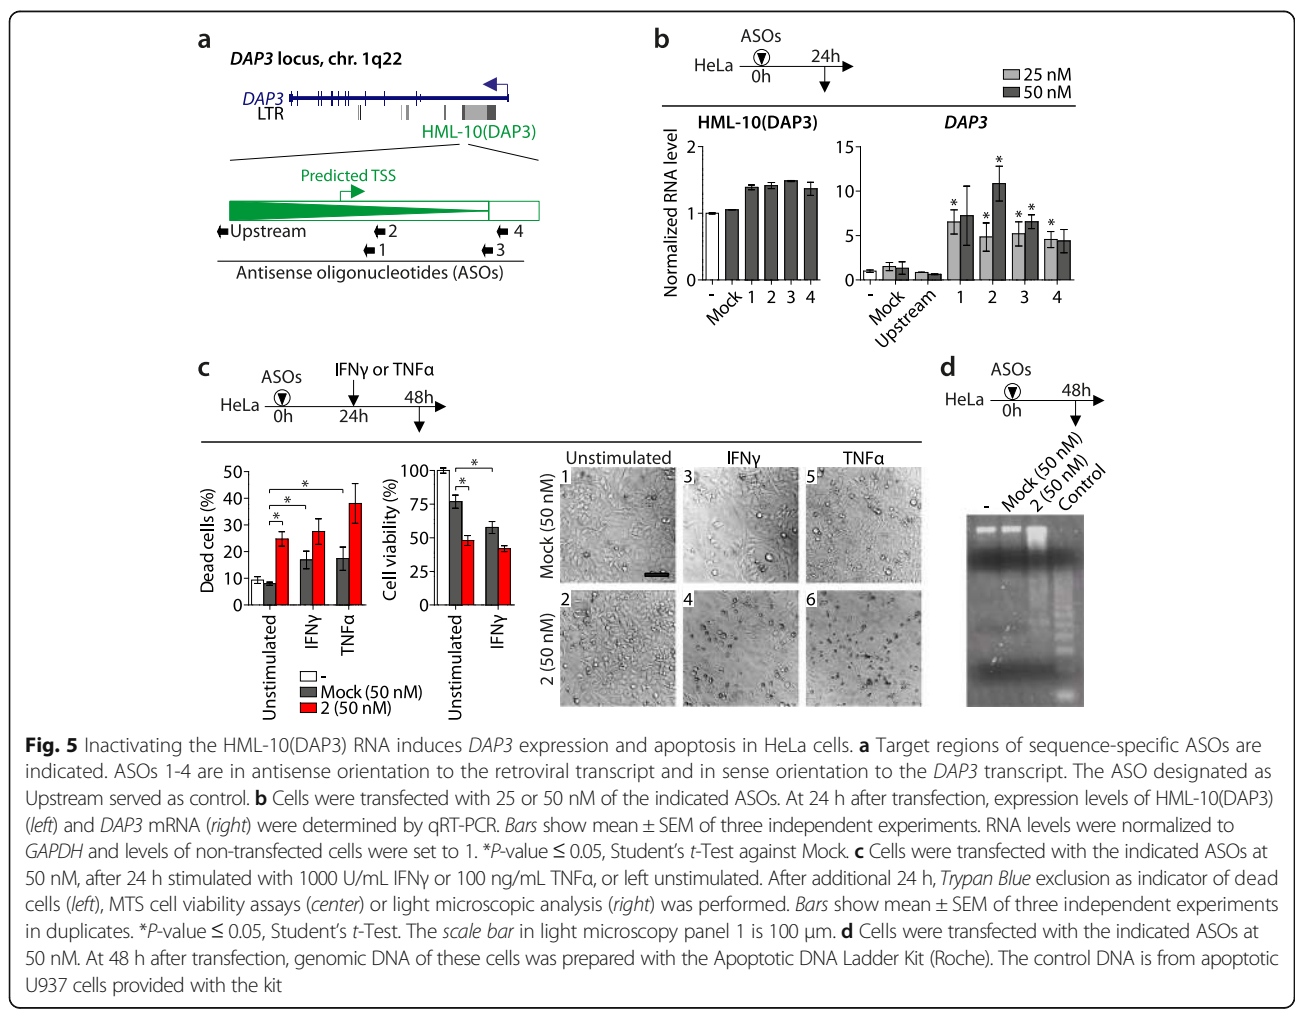 a
DAP3 locus, chr. 1q22
DAP3
LTR
HML-10(DAP3)
Predicted TSS
Upstream
2
4
1
3
Antisense oligonucleotides (ASOs)
b
ASOs
24h
HeLa
0h
25 nM
50 nM
HML-10(DAP3)
DAP3
Normalized RNA level
2
1
0
- Mock 1 2 3 4
15
10
5
0
* * * * * *
- Mock Upstream 1 2 3 4
c
IFNγ or TNFα
ASOs
48h
HeLa
0h
24h
Dead cells (%)
50
40
30
20
10
0
* * *
Unstimulated
IFNγ
TNFα
Cell viability (%)
100
75
50
25
0
* *
Unstimulated
IFNγ
-
Mock (50 nM)
2 (50 nM)
Unstimulated IFNγ TNFα
Mock (50 nM)
1 3 5
2 (50 nM)
2 4 6
d
ASOs
48h
HeLa
0h
-
Mock (50 nM)
2 (50 nM)
Control
Fig. 5 Inactivating the HML-10(DAP3) RNA induces DAP3 expression and apoptosis in HeLa cells. a Target regions of sequence-specific ASOs are
indicated. ASOs 1-4 are in antisense orientation to the retroviral transcript and in sense orientation to the DAP3 transcript. The ASO designated as
Upstream served as control. b Cells were transfected with 25 or 50 nM of the indicated ASOs. At 24 h after transfection, expression levels of HML-10(DAP3)
(left) and DAP3 mRNA (right) were determined by qRT-PCR. Bars show mean ± SEM of three independent experiments. RNA levels were normalized to
GAPDH and levels of non-transfected cells were set to 1. *P-value ≤ 0.05, Student's t-Test against Mock. c Cells were transfected with the indicated ASOs at
50 nM, after 24 h stimulated with 1000 U/mL IFNγ or 100 ng/mL TNFα, or left unstimulated. After additional 24 h, Trypan Blue exclusion as indicator of dead
cells (left), MTS cell viability assays (center) or light microscopic analysis (right) was performed. Bars show mean ± SEM of three independent experiments
in duplicates. *P-value ≤ 0.05, Student's t-Test. The scale bar in light microscopy panel 1 is 100 μm. d Cells were transfected with the indicated ASOs at
50 nM. At 48 h after transfection, genomic DNA of these cells was prepared with the Apoptotic DNA Ladder Kit (Roche). The control DNA is from apoptotic
U937 cells provided with the kit